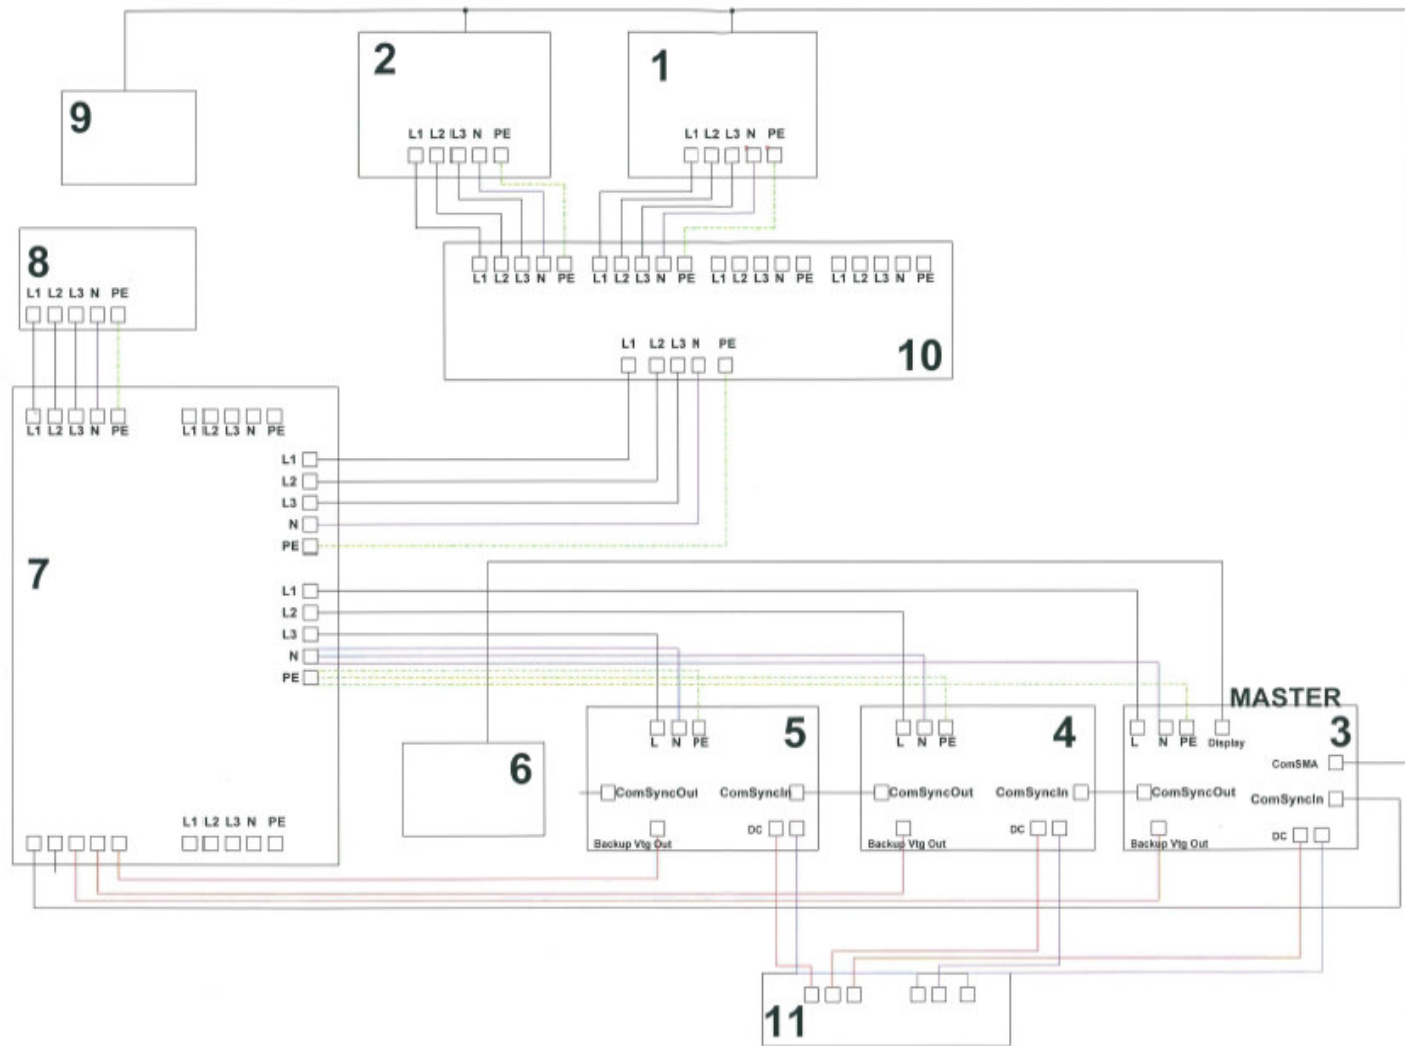 2
1
9
L1 L2 L3 N PE
L1 L2 L3 N PE
8
L1 L2 L3 N PE
L1 L2 L3 N PE
L1 L2 L3 N PE
L1 L2 L3 N PE
L1 L2 L3 N PE
L1 L2 L3 N PE
10
L1 L2 L3 N PE
L1 L2 L3 N PE
L1 L2 L3 N PE
L1
L2
L3
N
PE
7
L1
L2
L3
N
PE
MASTER
5
4
3
L N PE
L N PE
L N PE
Display
6
ComSMA
ComSyncOut
ComSyncIn
ComSyncOut
ComSyncIn
ComSyncOut
ComSyncIn
L1 L2 L3 N PE
Backup Vtg Out
DC
Backup Vtg Out
DC
Backup Vtg Out
DC
11